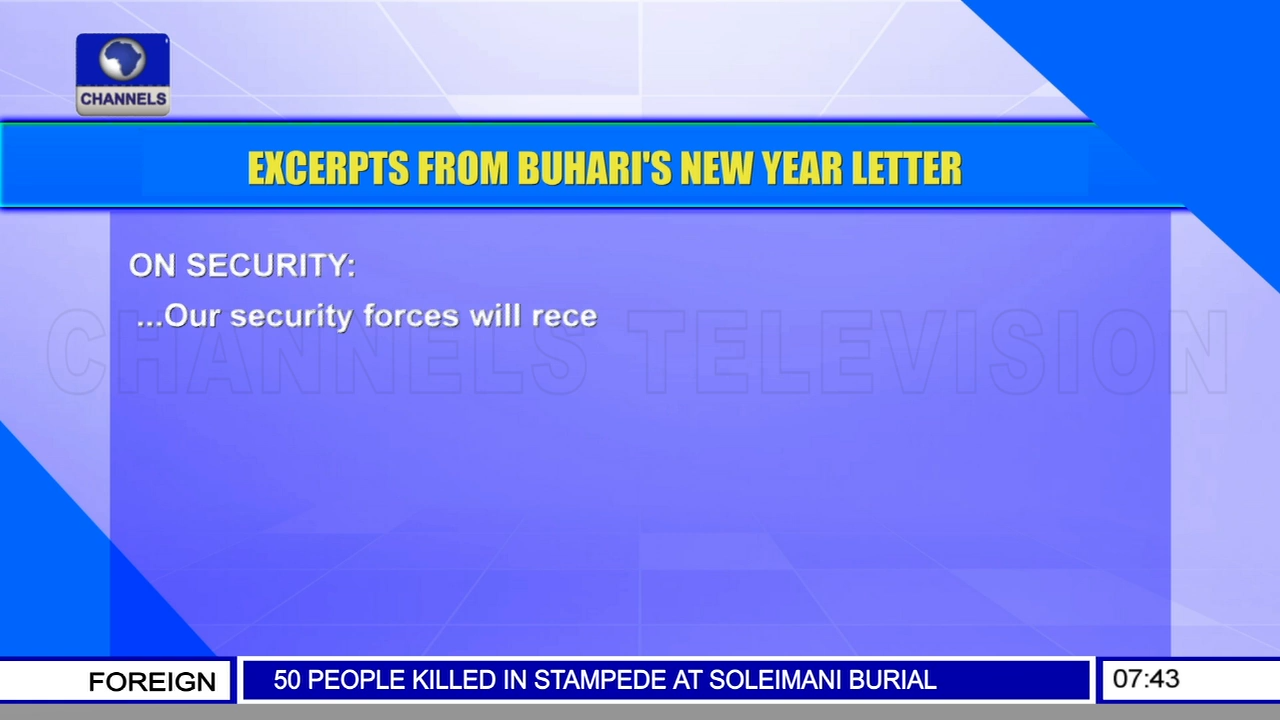 CHANNELS
EXCERPTS FROM BUHARI'S NEW YEAR LETTER
ON SECURITY:
...Our security forces will rece
CHANNELS TELEVISION
FOREIGN
50 PEOPLE KILLED IN STAMPEDE AT SOLEIMANI BURIAL
07:43